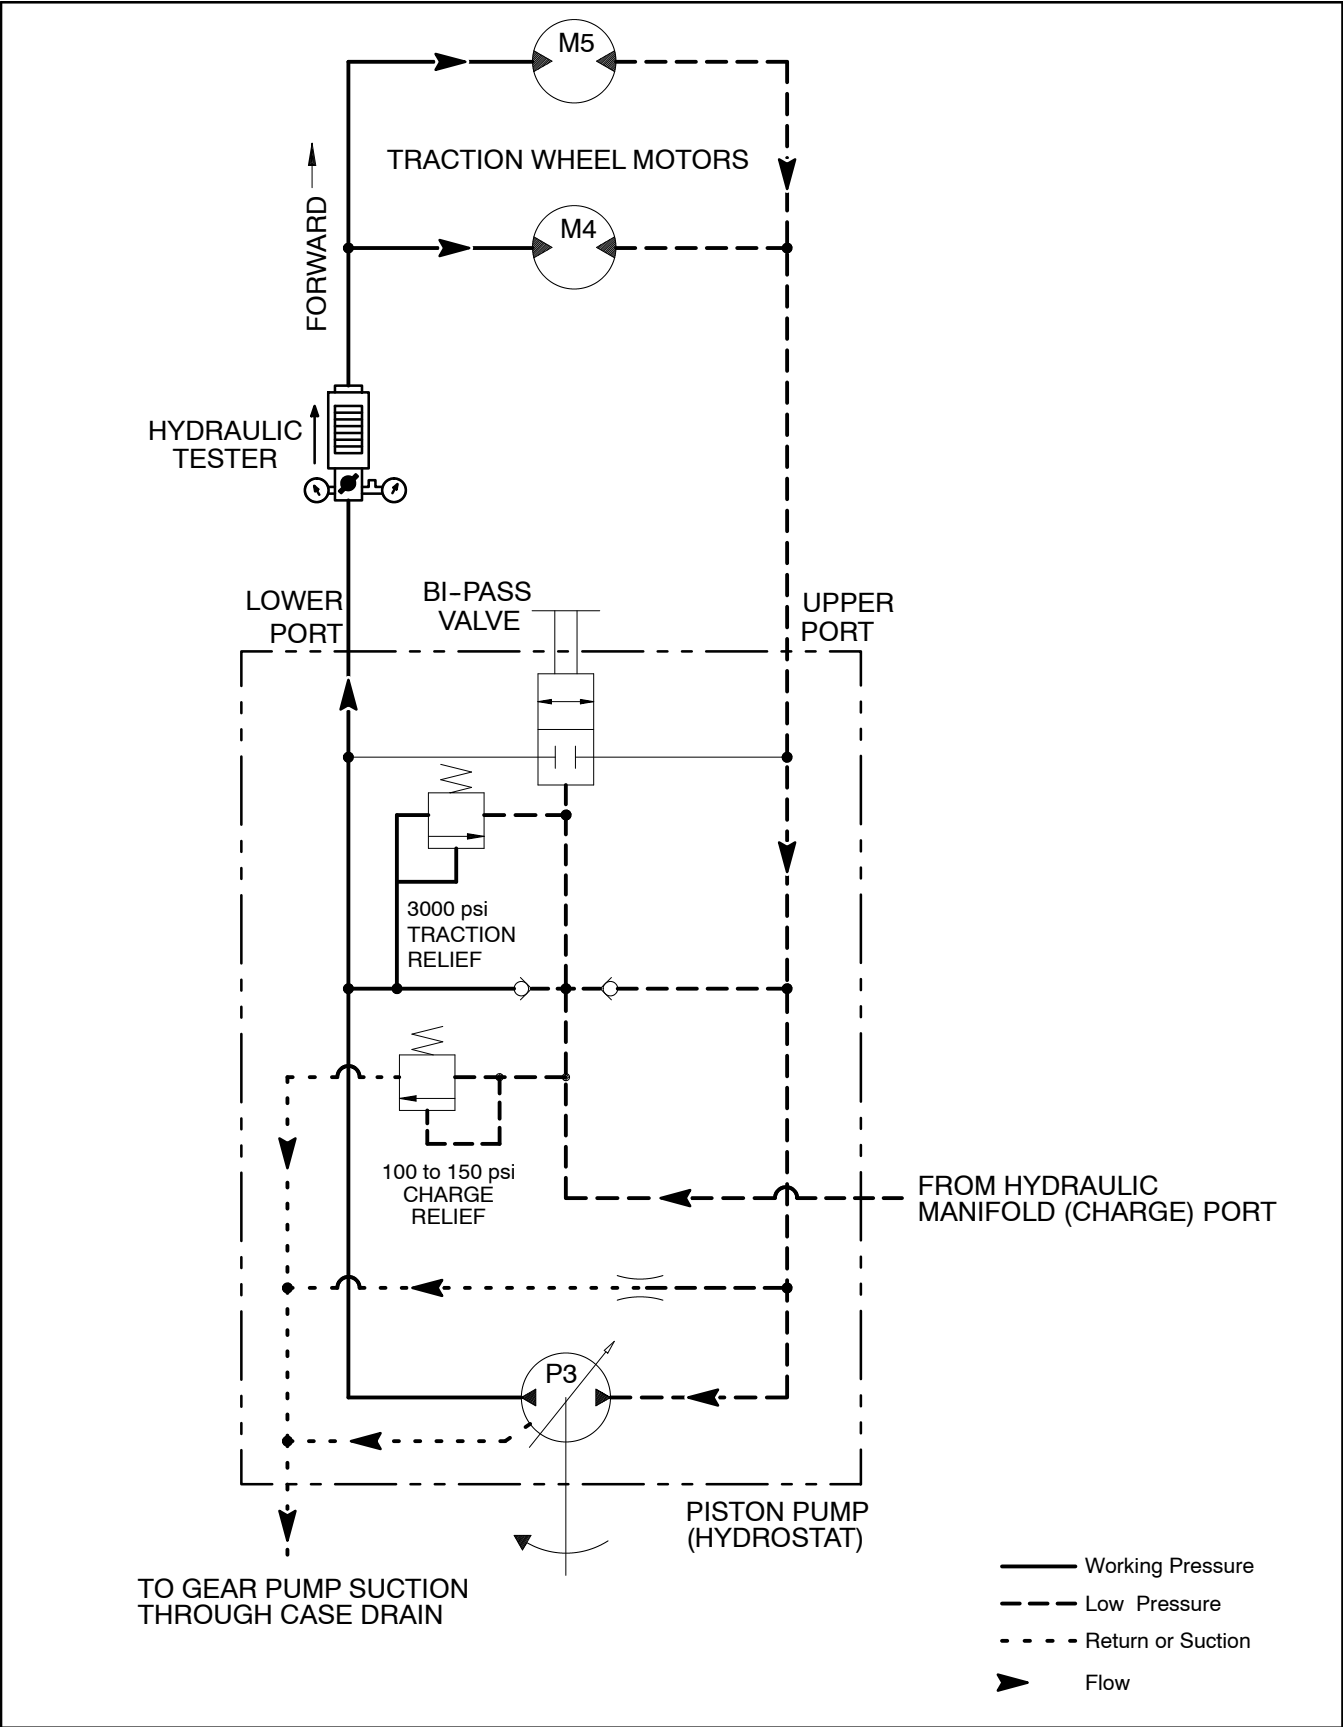 M5
TRACTION WHEEL MOTORS
M4
FORWARD
HYDRAULIC
TESTER
LOWER
PORT
BI-PASS
VALVE
UPPER
PORT
3000 psi
TRACTION
RELIEF
100 to 150 psi
CHARGE
RELIEF
FROM HYDRAULIC
MANIFOLD (CHARGE) PORT
P3
PISTON PUMP
(HYDROSTAT)
TO GEAR PUMP SUCTION
THROUGH CASE DRAIN
Working Pressure
Low Pressure
Return or Suction
Flow